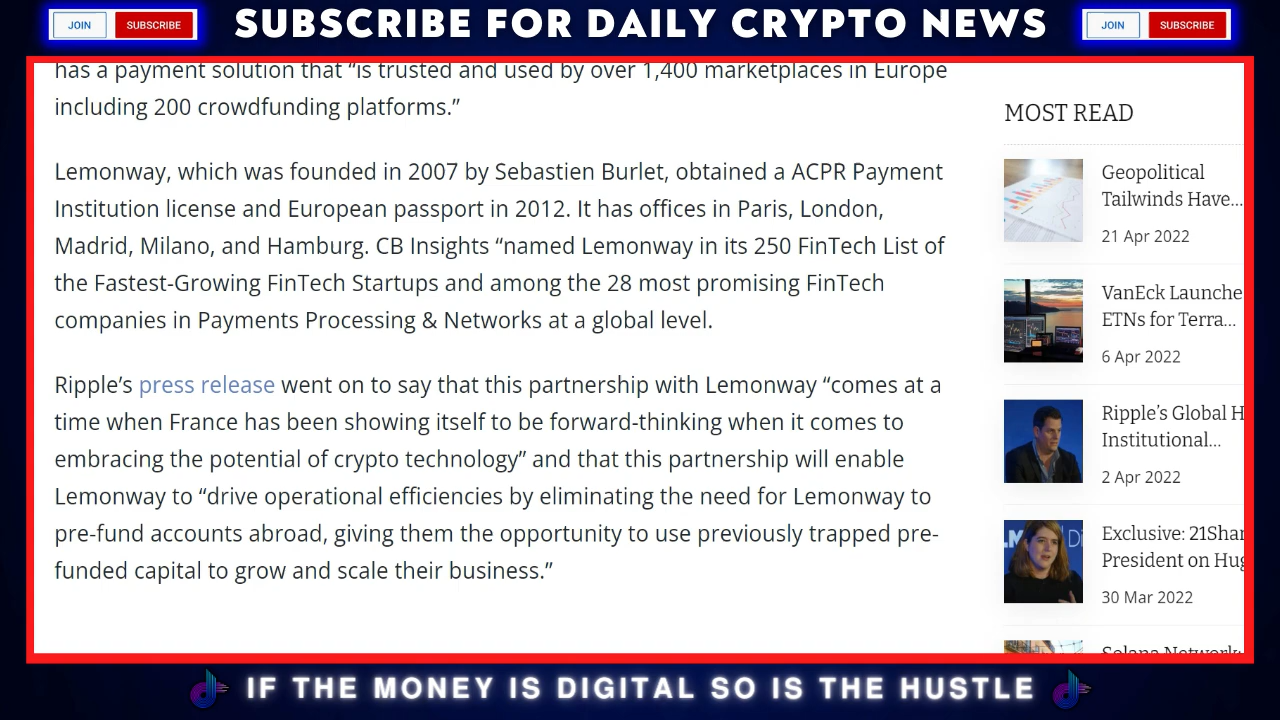 JOIN SUBSCRIBE SUBSCRIBE FOR DAILY CRYPTO NEWS JOIN SUBSCRIBE
has a payment solution that “is trusted and used by over 1,400 marketplaces in Europe
including 200 crowdfunding platforms.”
Lemonway, which was founded in 2007 by Sebastien Burlet, obtained a ACPR Payment
Institution license and European passport in 2012. It has offices in Paris, London,
Madrid, Milano, and Hamburg. CB Insights “named Lemonway in its 250 FinTech List of
the Fastest-Growing FinTech Startups and among the 28 most promising FinTech
companies in Payments Processing & Networks at a global level.
Ripple’s press release went on to say that this partnership with Lemonway “comes at a
time when France has been showing itself to be forward-thinking when it comes to
embracing the potential of crypto technology” and that this partnership will enable
Lemonway to “drive operational efficiencies by eliminating the need for Lemonway to
pre-fund accounts abroad, giving them the opportunity to use previously trapped pre-
funded capital to grow and scale their business.”
MOST READ
Geopolitical
Tailwinds Have...
21 Apr 2022
VanEck Launche
ETNs for Terra...
6 Apr 2022
Ripple’s Global H
Institutional...
2 Apr 2022
Exclusive: 21Shar
President on Hug
30 Mar 2022
Solana Network:
IF THE MONEY IS DIGITAL SO IS THE HUSTLE